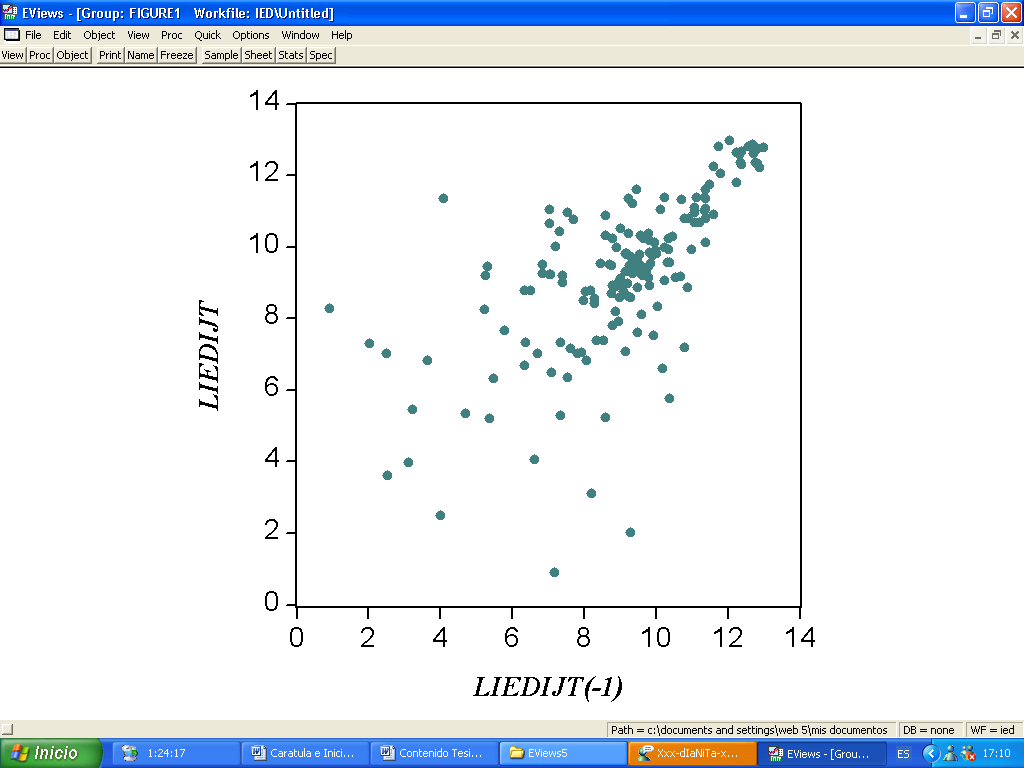 EViews - [Group: FIGURE1   Workfile: IED\Untitled]
File Edit Object View Proc Quick Options Window Help
View Proc Object Print Name Freeze Sample Sheet Stats Spec
14
12
10
8
6
4
2
0
LIEDIJT
0 2 4 6 8 10 12 14
LIEDIJT(-1)
Path = c:\documents and settings\web 5\mis documentos DB = none WF = ied
Inicio 1:24:17 Caratula e Inici... Contenido Tesi... EViews5 Xxx-dIaNiTa-x... EViews - [Grou... ES 17:10